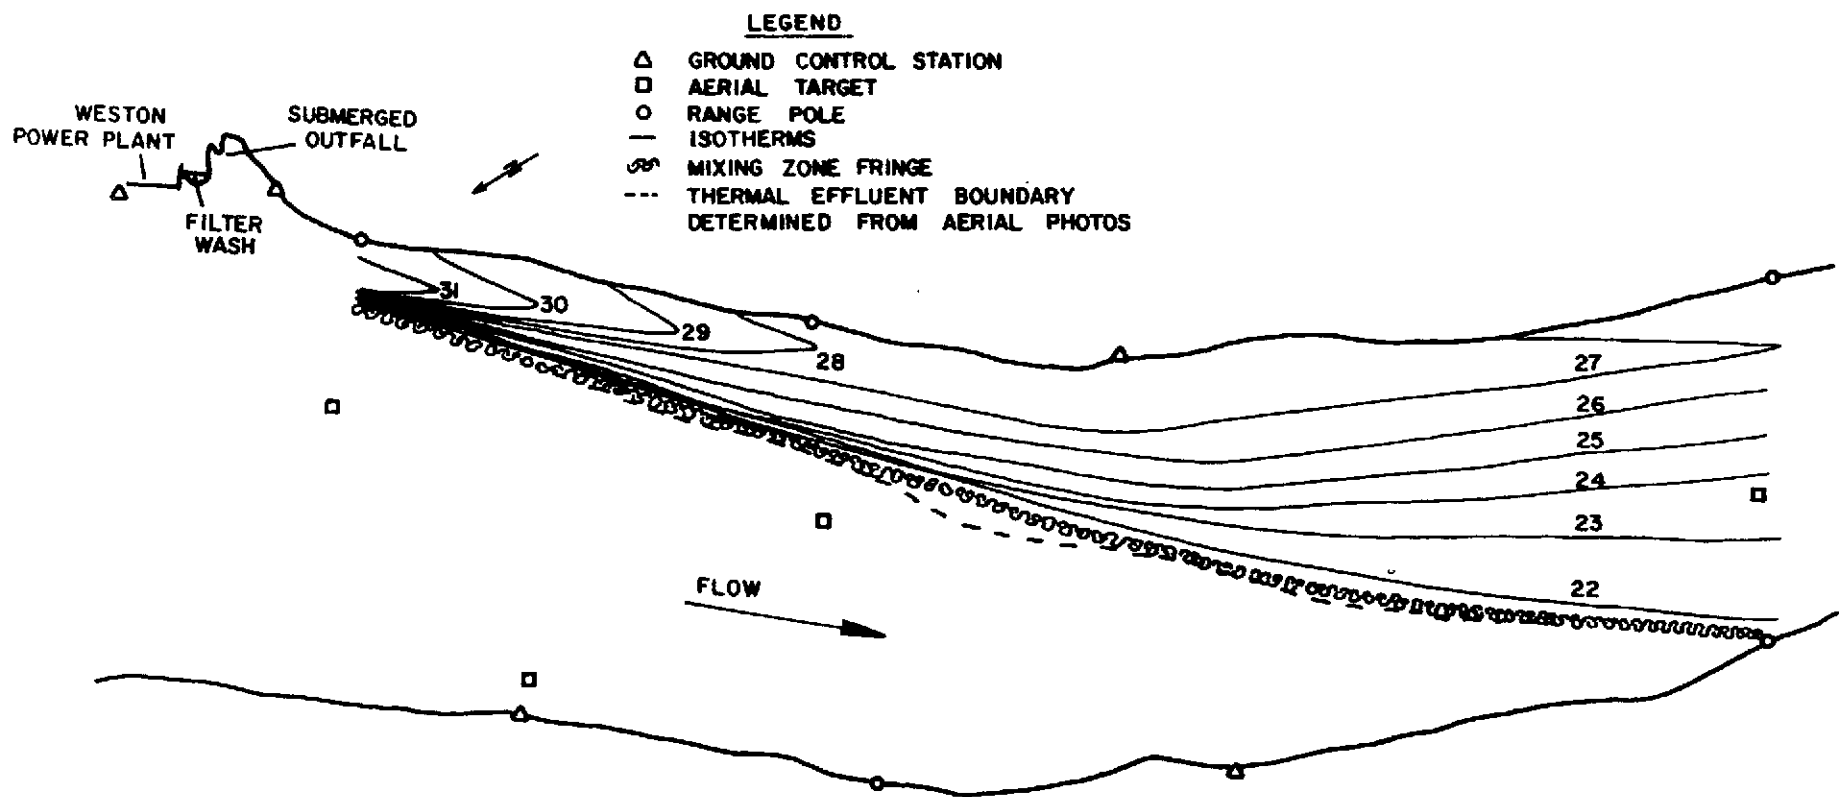 LEGEND
GROUND CONTROL STATION
AERIAL TARGET
RANGE POLE
ISOTHERMS
MIXING ZONE FRINGE
THERMAL EFFLUENT BOUNDARY
DETERMINED FROM AERIAL PHOTOS
WESTON
POWER PLANT
SUBMERGED
OUTFALL
FILTER
WASH
31
30
29
28
27
26
25
24
23
22
FLOW